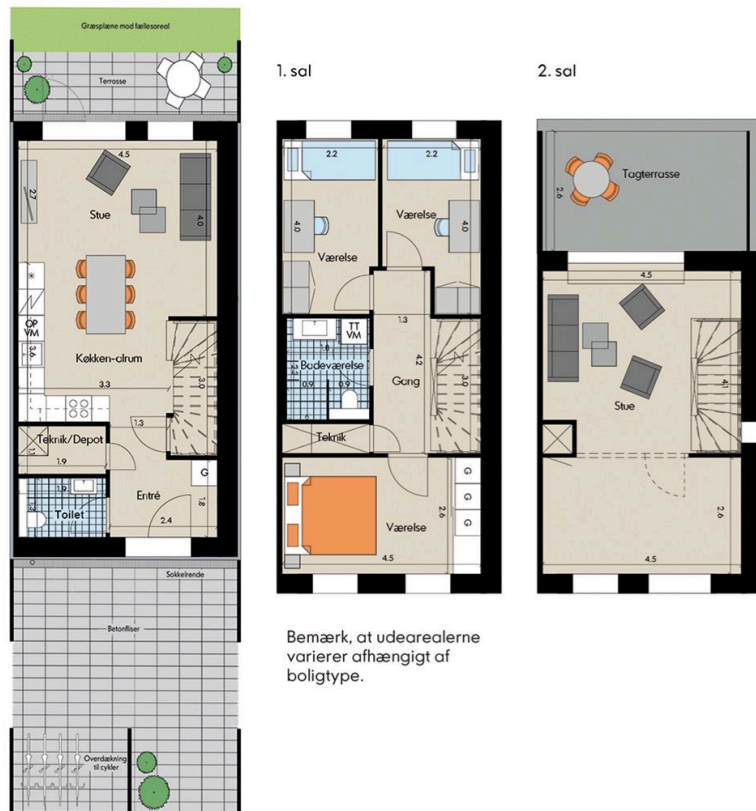 Græsplæne mod fællesareal
Terrasse
4.5
2.7
Stue
4.0
OP
VM
3.6
Køkken-alrum
3.3
3.0
1.3
Teknik/Depot
1.9
G
1.9
Toilet
Entré
1.8
2.4
Sokkelrende
Betonfliser
Overdækning
til cykler
1. sal
2.2
2.2
4.0
Værelse
4.0
Værelse
1.3
TT
VM
1.8
Badeværelse
0.9
0.9
4.2
Gang
3.0
Teknik
G
G
G
Værelse
2.6
4.5
Bemærk, at udearealerne
varierer afhængigt af
boligtype.
2. sal
2.6
Tagterrasse
4.5
4.1
Stue
2.6
4.5